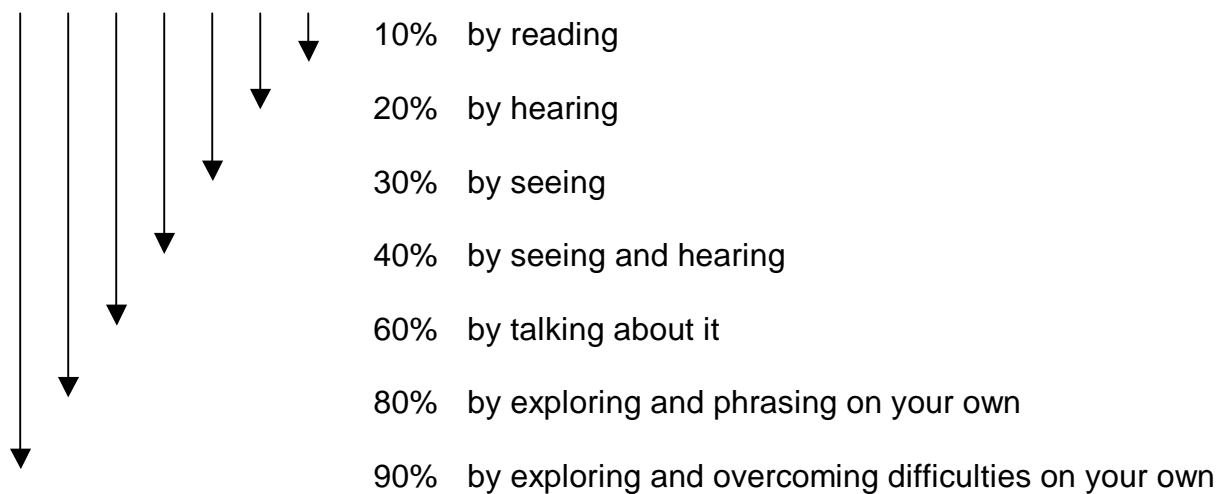 10% by reading
20% by hearing
30% by seeing
40% by seeing and hearing
60% by talking about it
80% by exploring and phrasing on your own
90% by exploring and overcoming difficulties on your own